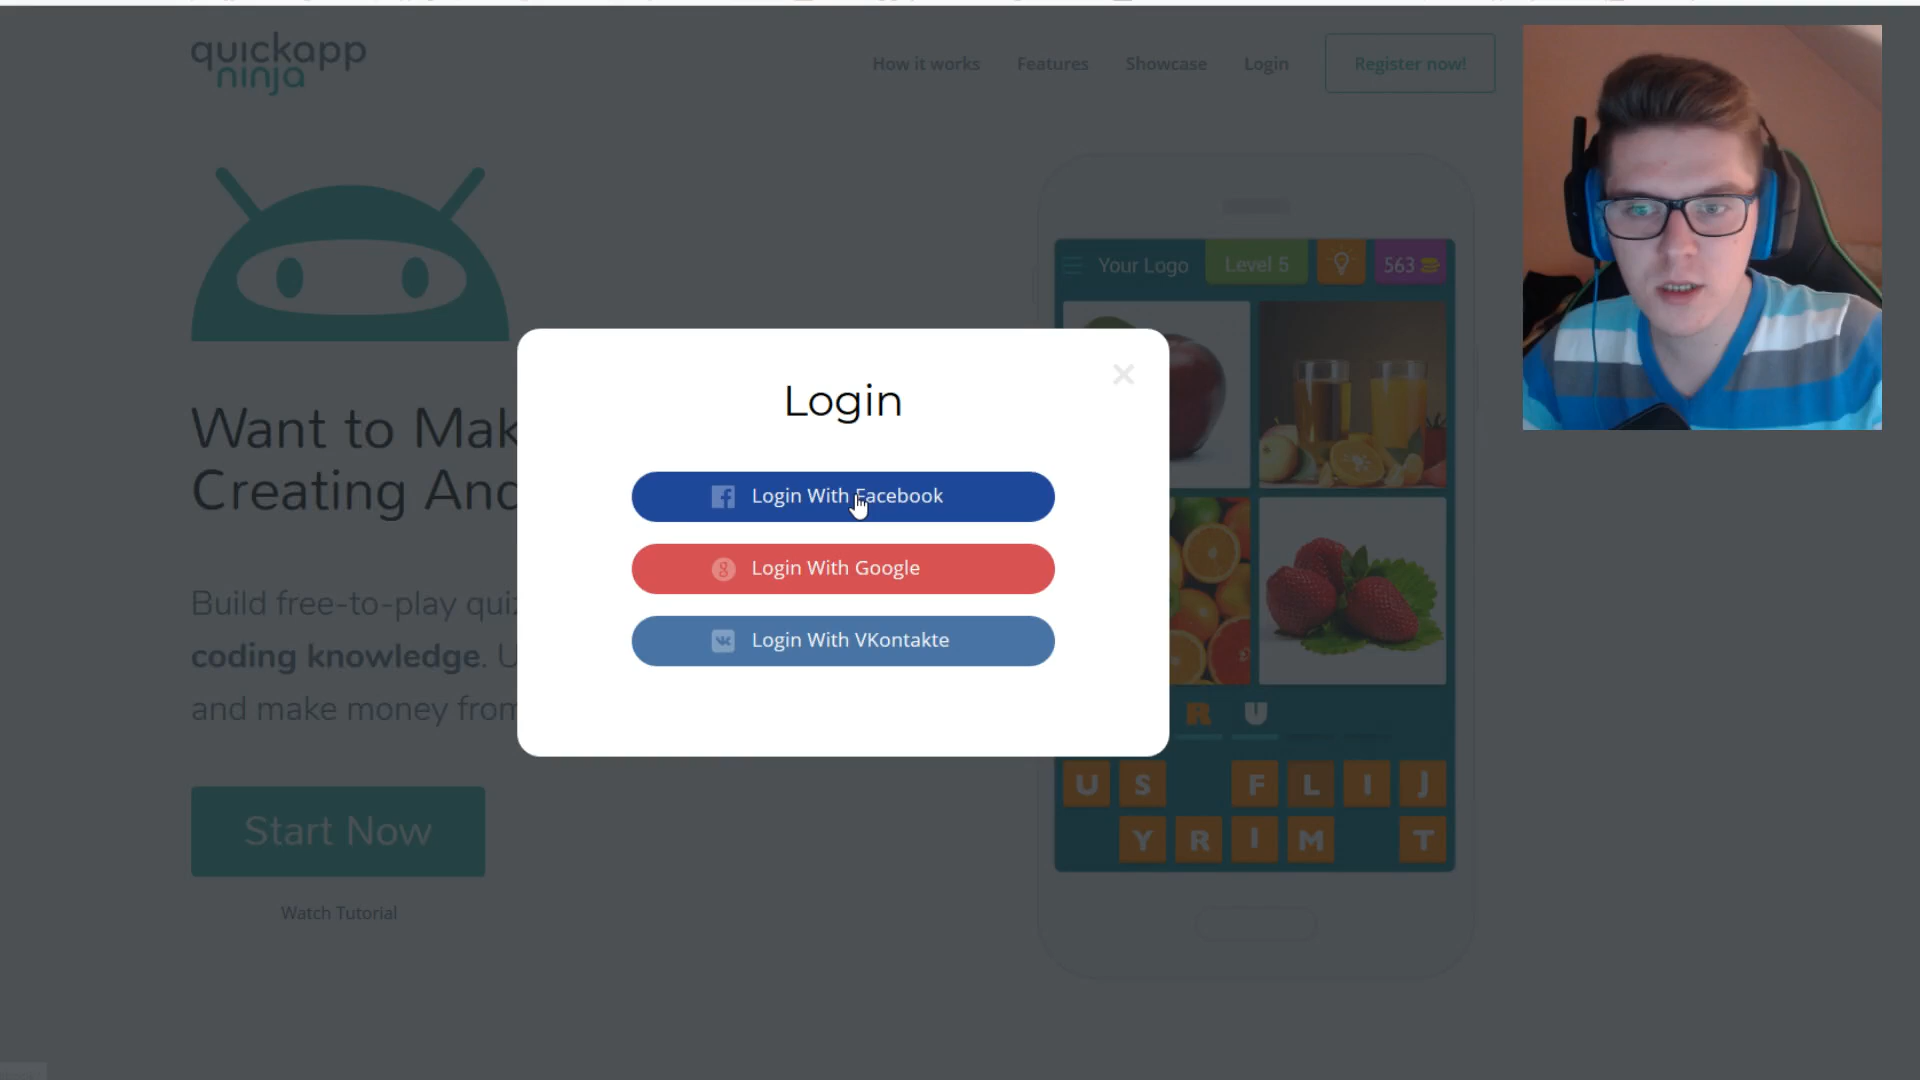 quickapp
ninja
How it works
Features
Showcase
Login
Register now!
Want to Mak
Creating And
Build free-to-play quiz
coding knowledge. U
and make money from
Start Now
Watch Tutorial
Login
Login With Facebook
Login With Google
Login With VKontakte
Your Logo
Level 5
563
R U
U S F L I J
Y R I M T